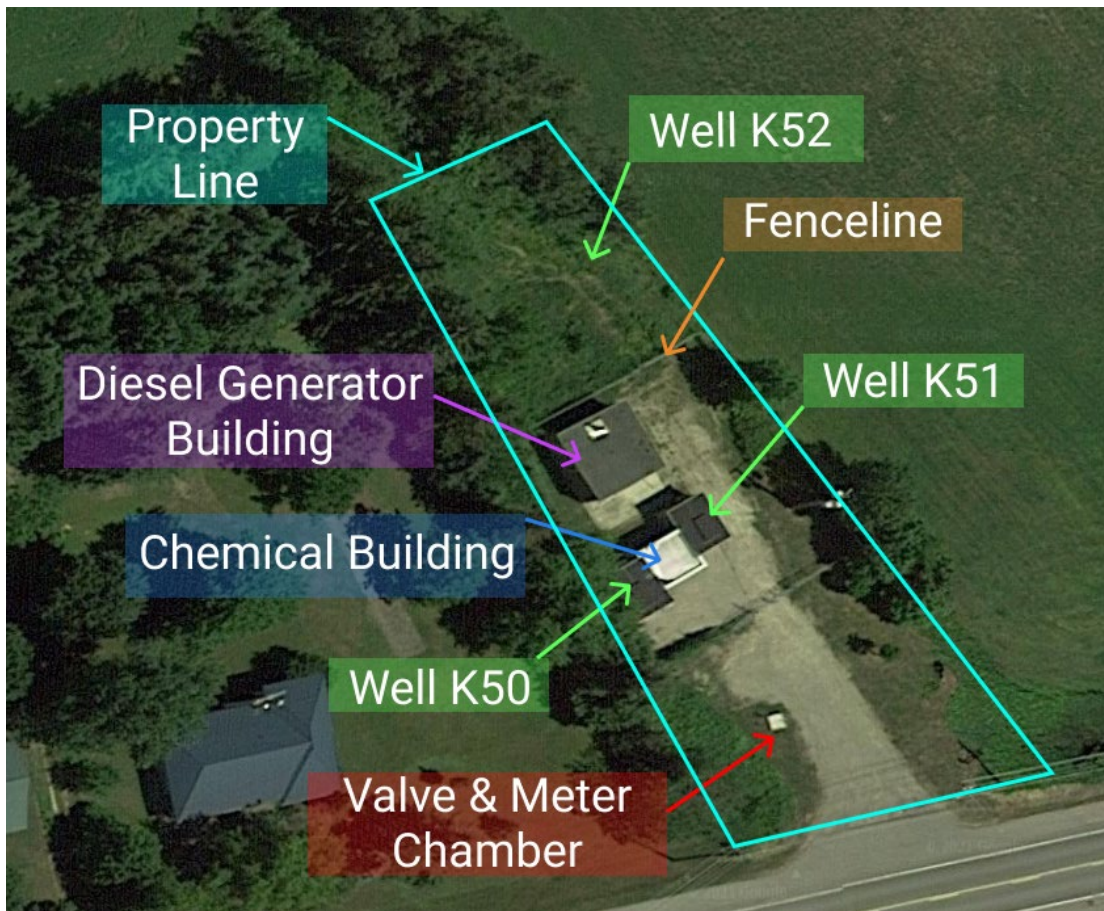 Property
Line
Well K52
Fenceline
Diesel Generator
Building
Well K51
Chemical Building
Well K50
Valve & Meter
Chamber